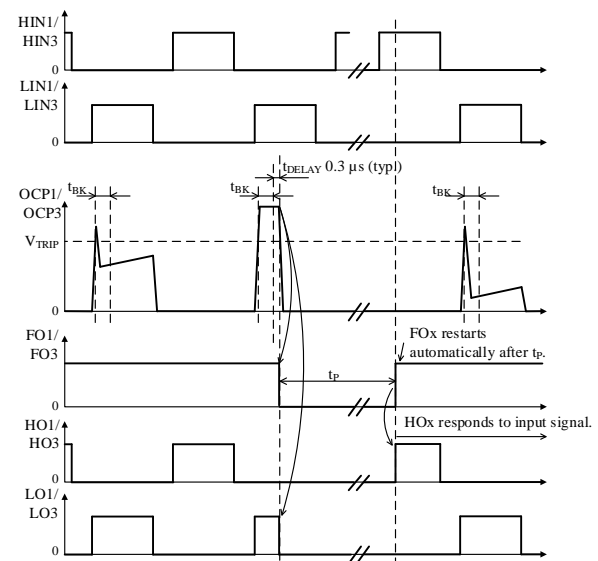 HIN1/
HIN3
0
LIN1/
LIN3
0
tDELAY 0.3 µs (typ.)
tBK
tBK
tBK
OCP1/
OCP3
VTRIP
0
FO1/
FO3
FOx restarts
automatically after tP.
tP
0
HO1/
HO3
HOx responds to input signal.
0
LO1/
LO3
0